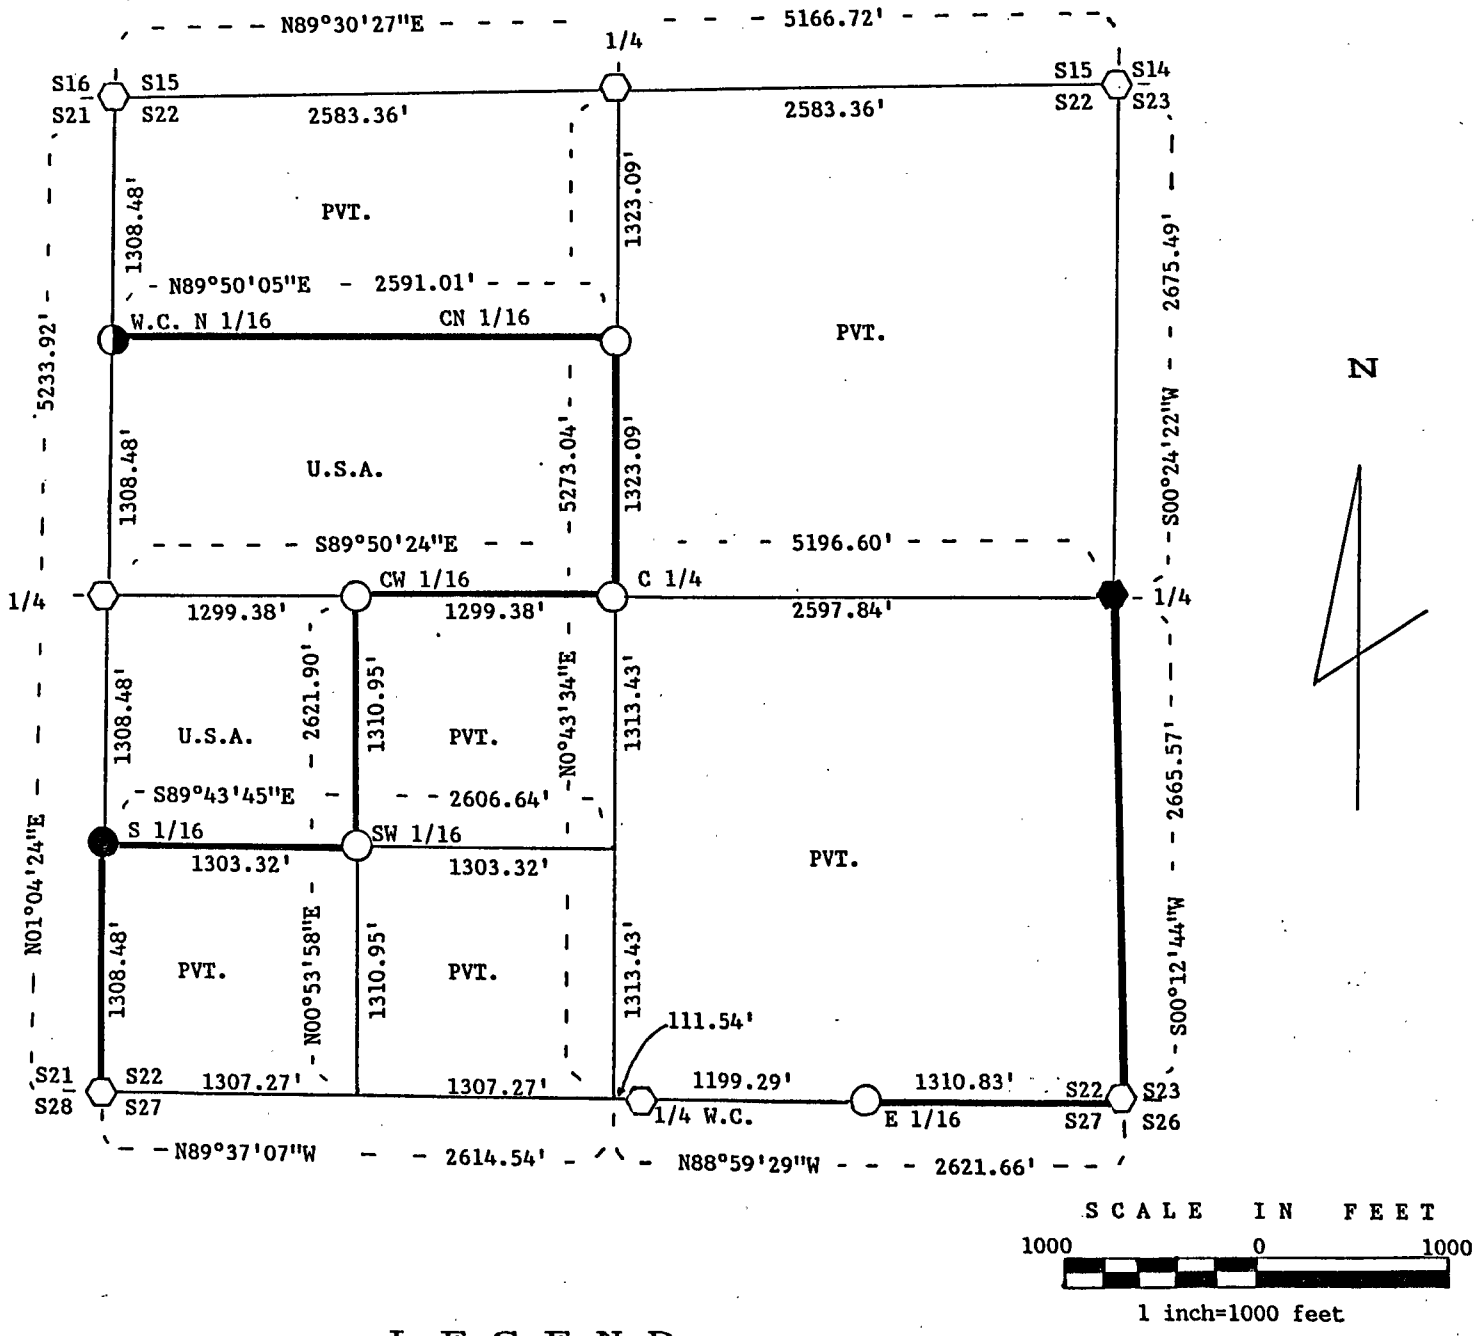 N89°30'27"E 5166.72'
1/4
S16 S15
S21 S22
S15 S14
S22 S23
2583.36'
2583.36'
1308.48'
1323.09'
PVT.
2675.49'
N89°50'05"E 2591.01'
W.C. N 1/16
CN 1/16
PVT.
N
5233.92'
S00°24'22"W
U.S.A.
1308.48'
5273.04'
1323.09'
S89°50'24"E 5196.60'
CW 1/16
C 1/4
1/4
1/4
1299.38'
1299.38'
2597.84'
1308.48'
2621.90'
1310.95'
N0°43'34"E
1313.43'
U.S.A.
PVT.
2665.57'
S89°43'45"E 2606.64'
S 1/16
SW 1/16
1303.32'
1303.32'
PVT.
N01°04'24"E
1308.48'
PVT.
N00°53'58"E
1310.95'
PVT.
1313.43'
S00°12'44"W
111.54'
S21 S22
S28 S27
1307.27'
1307.27'
1199.29'
1310.83'
1/4 W.C.
E 1/16
S22 S23
S27 S26
N89°37'07"W 2614.54'
N88°59'29"W 2621.66'
SCALE IN FEET
1000 0 1000
1 inch=1000 feet
LEGEND